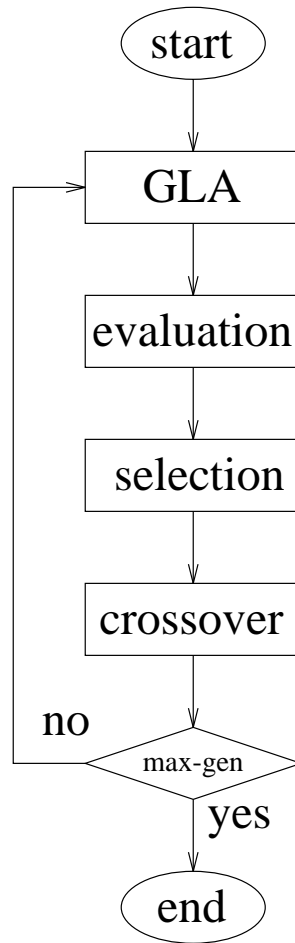 start
GLA
evaluation
selection
crossover
no
max-gen
yes
end